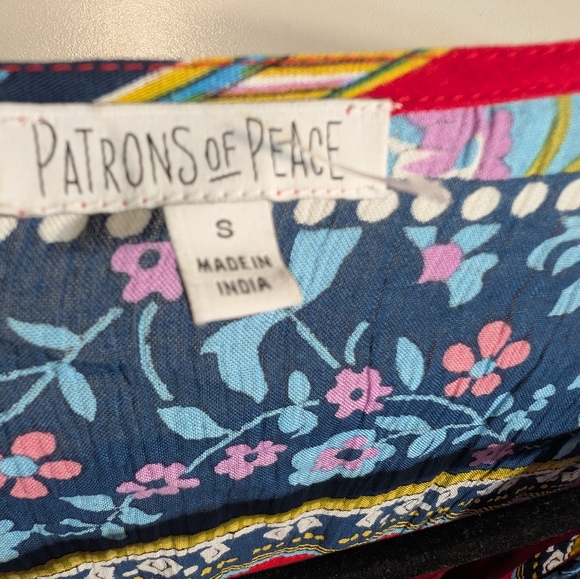 PATRONS OF PEACE
S
MADE IN
INDIA